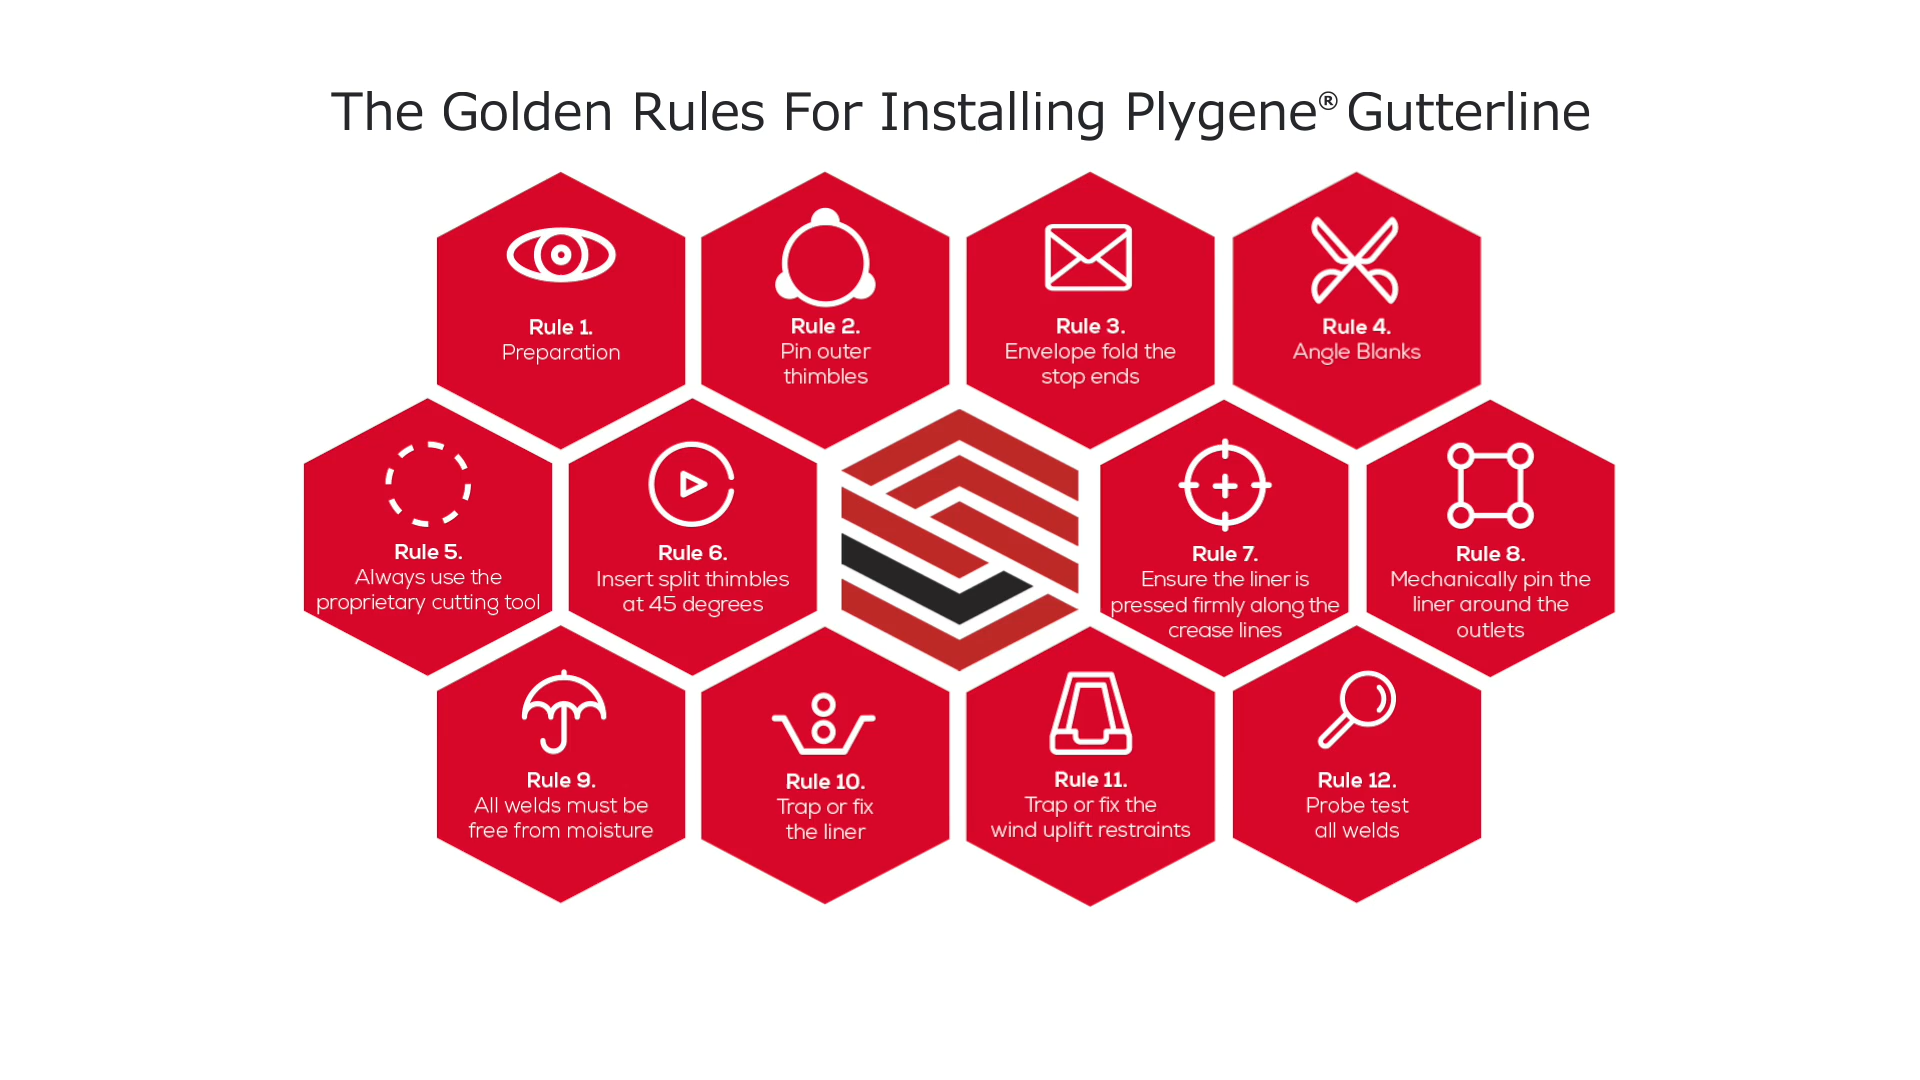 The Golden Rules For Installing Plygene® Gutterline
Rule 1.
Preparation
Rule 2.
Pin outer
thimbles
Rule 3.
Envelope fold the
stop ends
Rule 4.
Angle Blanks
Rule 5.
Always use the
proprietary cutting tool
Rule 6.
Insert split thimbles
at 45 degrees
Rule 7.
Ensure the liner is
pressed firmly along the
crease lines
Rule 8.
Mechanically pin the
liner around the
outlets
Rule 9.
All welds must be
free from moisture
Rule 10.
Trap or fix
the liner
Rule 11.
Trap or fix the
wind uplift restraints
Rule 12.
Probe test
all welds